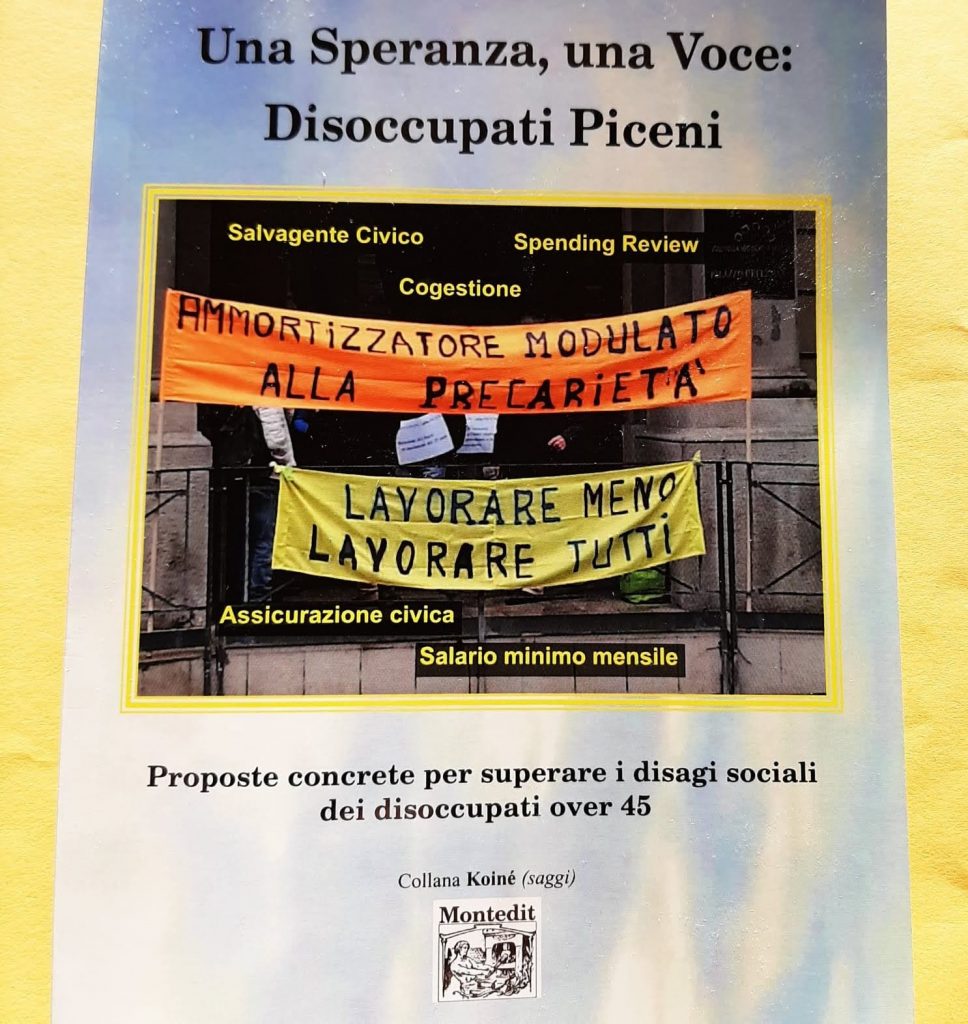 Una Speranza, una Voce:
Disoccupati Piceni
Salvagente Civico
Spending Review
Cogestione
AMMORTiZZATORE MODULATO
ALLA PRECARiETA'
LAVORARE MENO
LAVORARE TUTTi
Assicurazione civica
Salario minimo mensile
Proposte concrete per superare i disagi sociali
dei disoccupati over 45
Collana Koiné (saggi)
Montedit